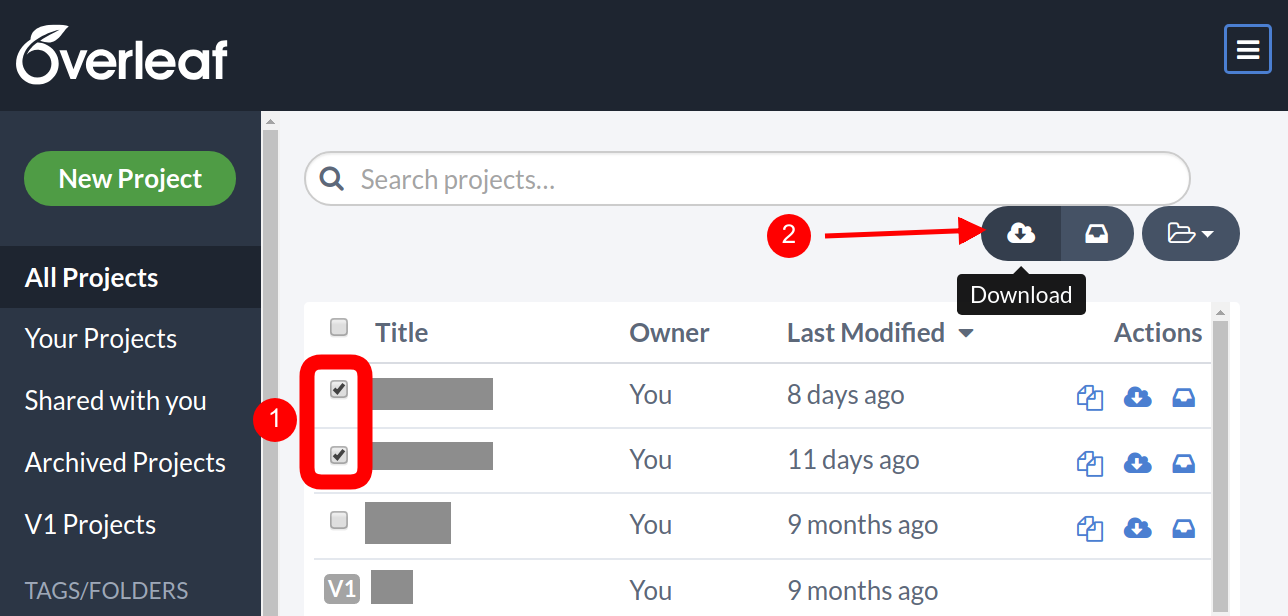 Overleaf
New Project
Search projects...
2
Download
All Projects
Your Projects
Shared with you
Archived Projects
V1 Projects
TAGS/FOLDERS
Title Owner Last Modified Actions
1
You 8 days ago
You 11 days ago
You 9 months ago
V1 You 9 months ago